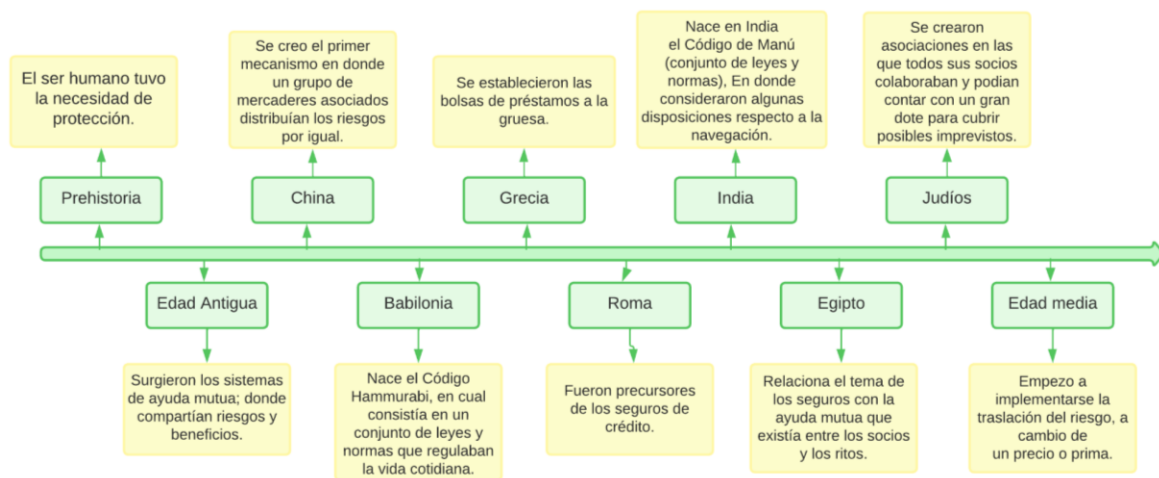 El ser humano tuvo
la necesidad de
protección.
Prehistoria
Se creo el primer
mecanismo en donde
un grupo de
mercaderes asociados
distribuían los riesgos
por igual.
China
Se establecieron las
bolsas de préstamos a la
gruesa.
Grecia
Nace en India
el Código de Manú
(conjunto de leyes y
normas), En donde
consideraron algunas
disposiciones respecto a la
navegación.
India
Se crearon
asociaciones en las
que todos sus socios
colaboraban y podian
contar con un gran
dote para cubrir
posibles imprevistos.
Judíos
Edad Antigua
Surgieron los sistemas
de ayuda mutua; donde
compartían riesgos y
beneficios.
Babilonia
Nace el Código
Hammurabi, en cual
consistía en un
conjunto de leyes y
normas que regulaban
la vida cotidiana.
Roma
Fueron precursores
de los seguros de
crédito.
Egipto
Relaciona el tema de
los seguros con la
ayuda mutua que
existía entre los socios
y los ritos.
Edad media
Empezo a
implementarse la
traslación del riesgo, a
cambio de
un precio o prima.